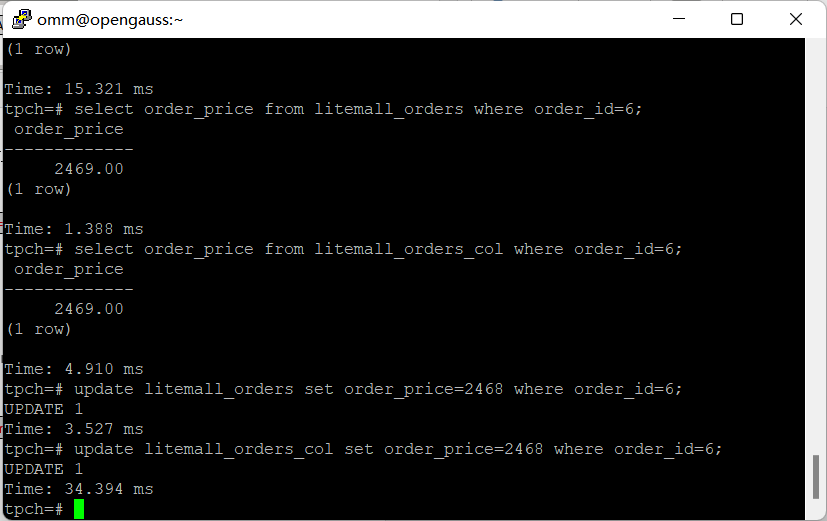 omm@opengauss:~
(1 row)
Time: 15.321 ms
tpch=# select order_price from litemall_orders where order_id=6;
order_price
-------------
2469.00
(1 row)
Time: 1.388 ms
tpch=# select order_price from litemall_orders_col where order_id=6;
order_price
-------------
2469.00
(1 row)
Time: 4.910 ms
tpch=# update litemall_orders set order_price=2468 where order_id=6;
UPDATE 1
Time: 3.527 ms
tpch=# update litemall_orders_col set order_price=2468 where order_id=6;
UPDATE 1
Time: 34.394 ms
tpch=#